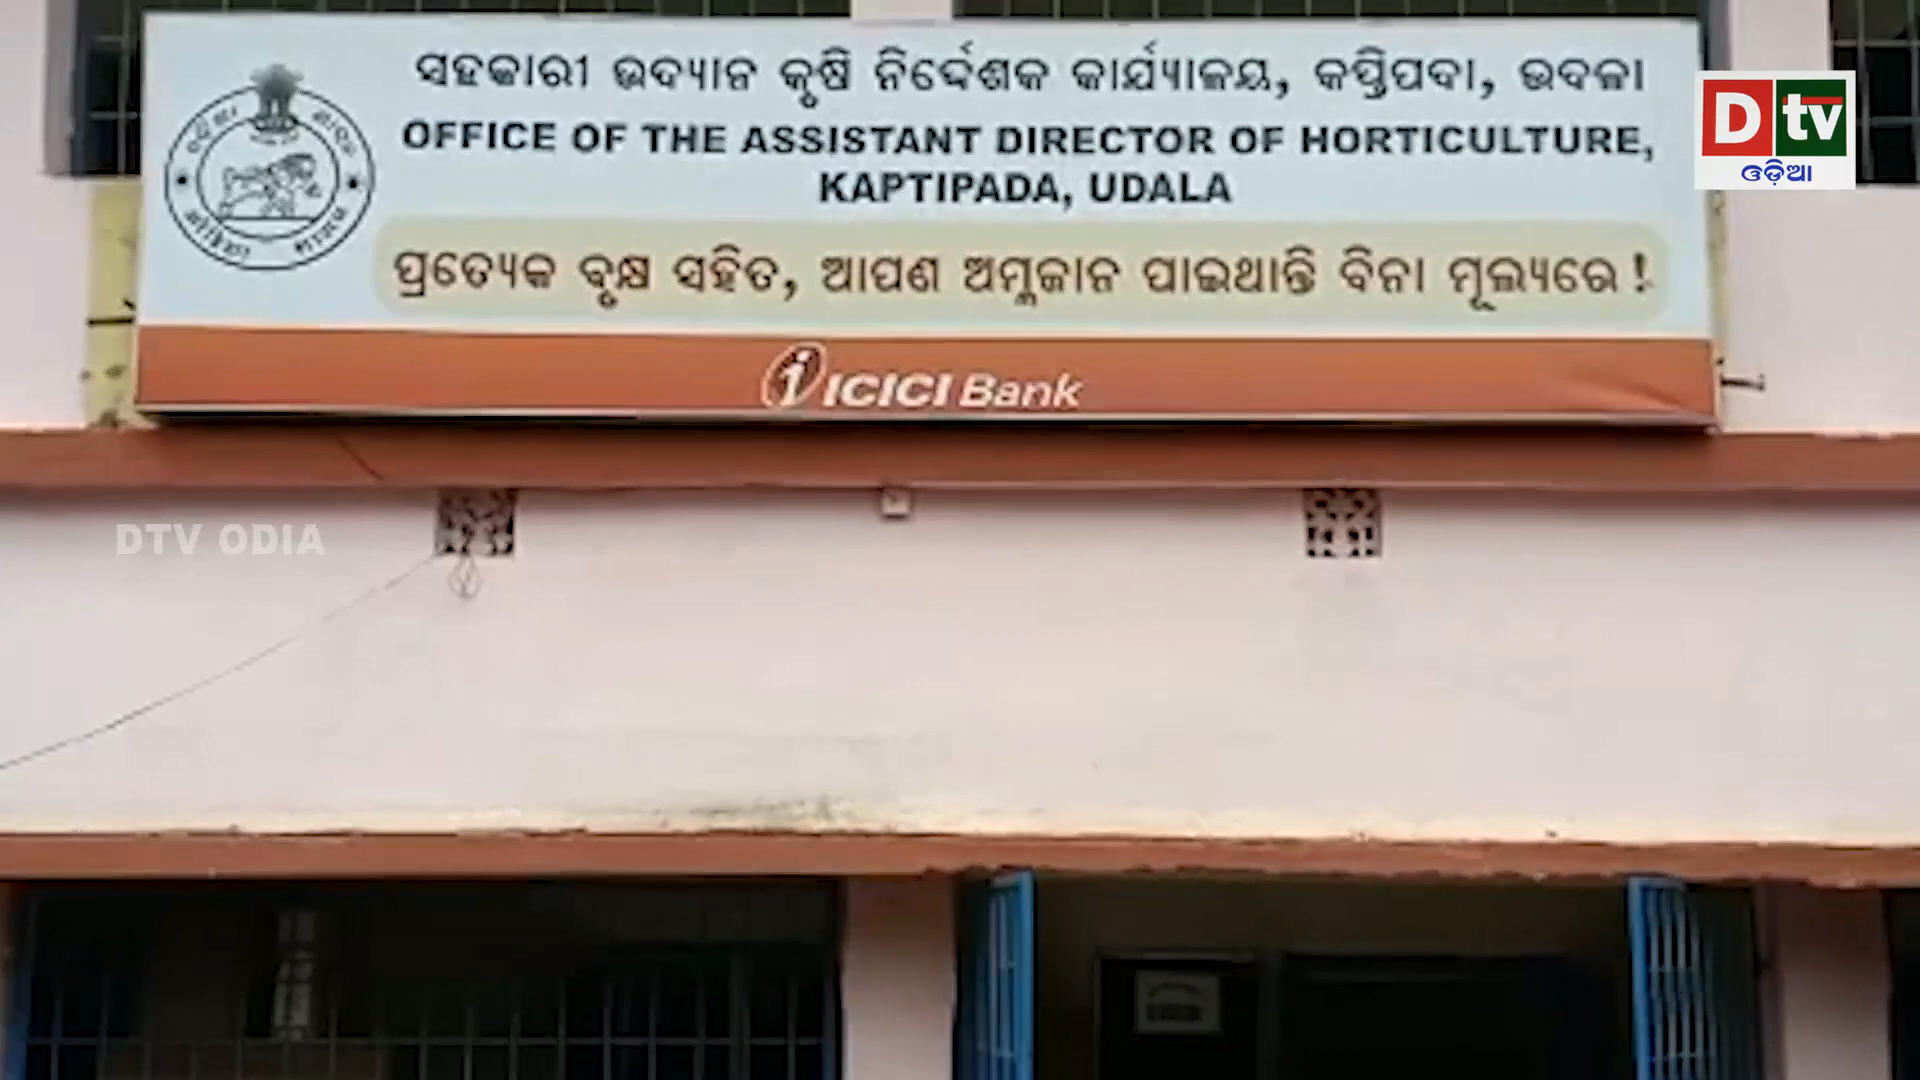 ସହକାରୀ ଉଦ୍ୟାନ କୃଷି ନିର୍ଦ୍ଦେଶକ କାର୍ଯ୍ୟାଳୟ, କପ୍ତିପଦା, ଉଦଳା
OFFICE OF THE ASSISTANT DIRECTOR OF HORTICULTURE,
KAPTIPADA, UDALA
ପ୍ରତ୍ୟେକ ବୃକ୍ଷ ସହିତ, ଆପଣ ଅମ୍ଳଜାନ ପାଇଥାନ୍ତି ବିନା ମୂଲ୍ୟରେ !
ICICI Bank
Dtv
ଓଡ଼ିଆ
DTV ODIA